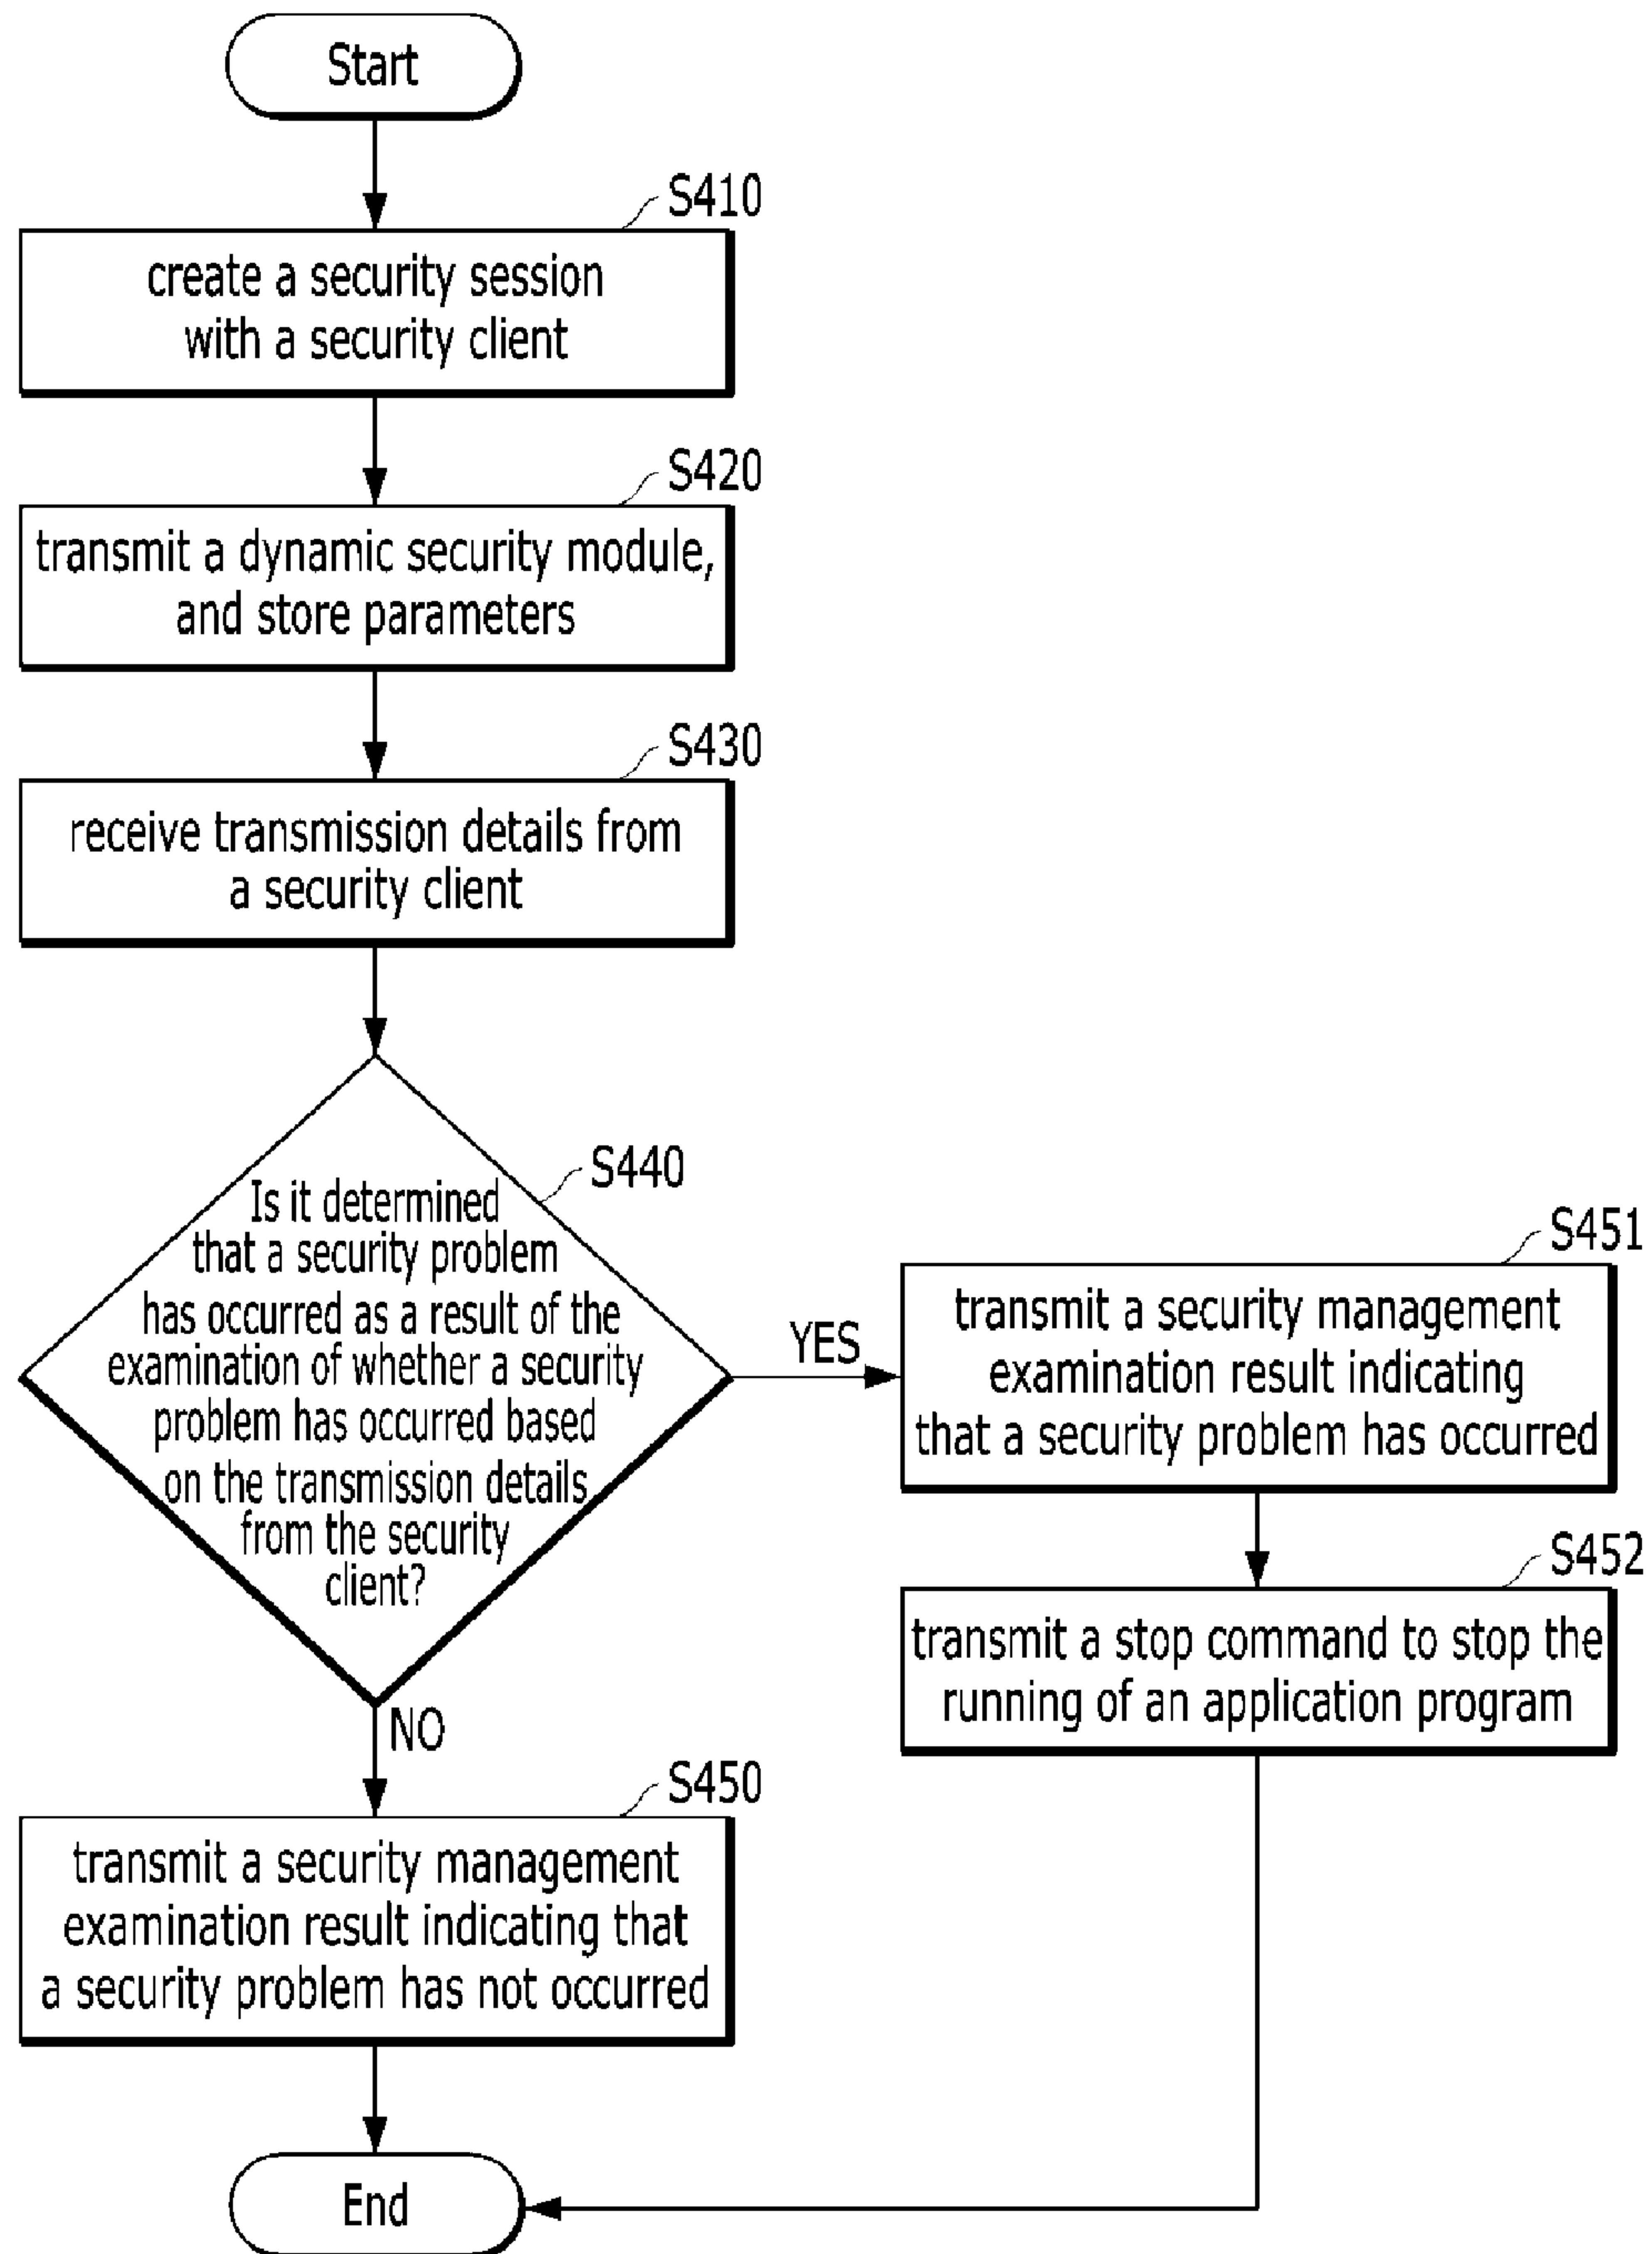 Start
S410
create a security session
with a security client
S420
transmit a dynamic security module,
and store parameters
S430
receive transmission details from
a security client
S440
Is it determined
that a security problem
has occurred as a result of the
examination of whether a security
problem has occurred based
on the transmission details
from the security
client?
YES
S451
transmit a security management
examination result indicating
that a security problem has occurred
S452
transmit a stop command to stop the
running of an application program
NO
S450
transmit a security management
examination result indicating that
a security problem has not occurred
End